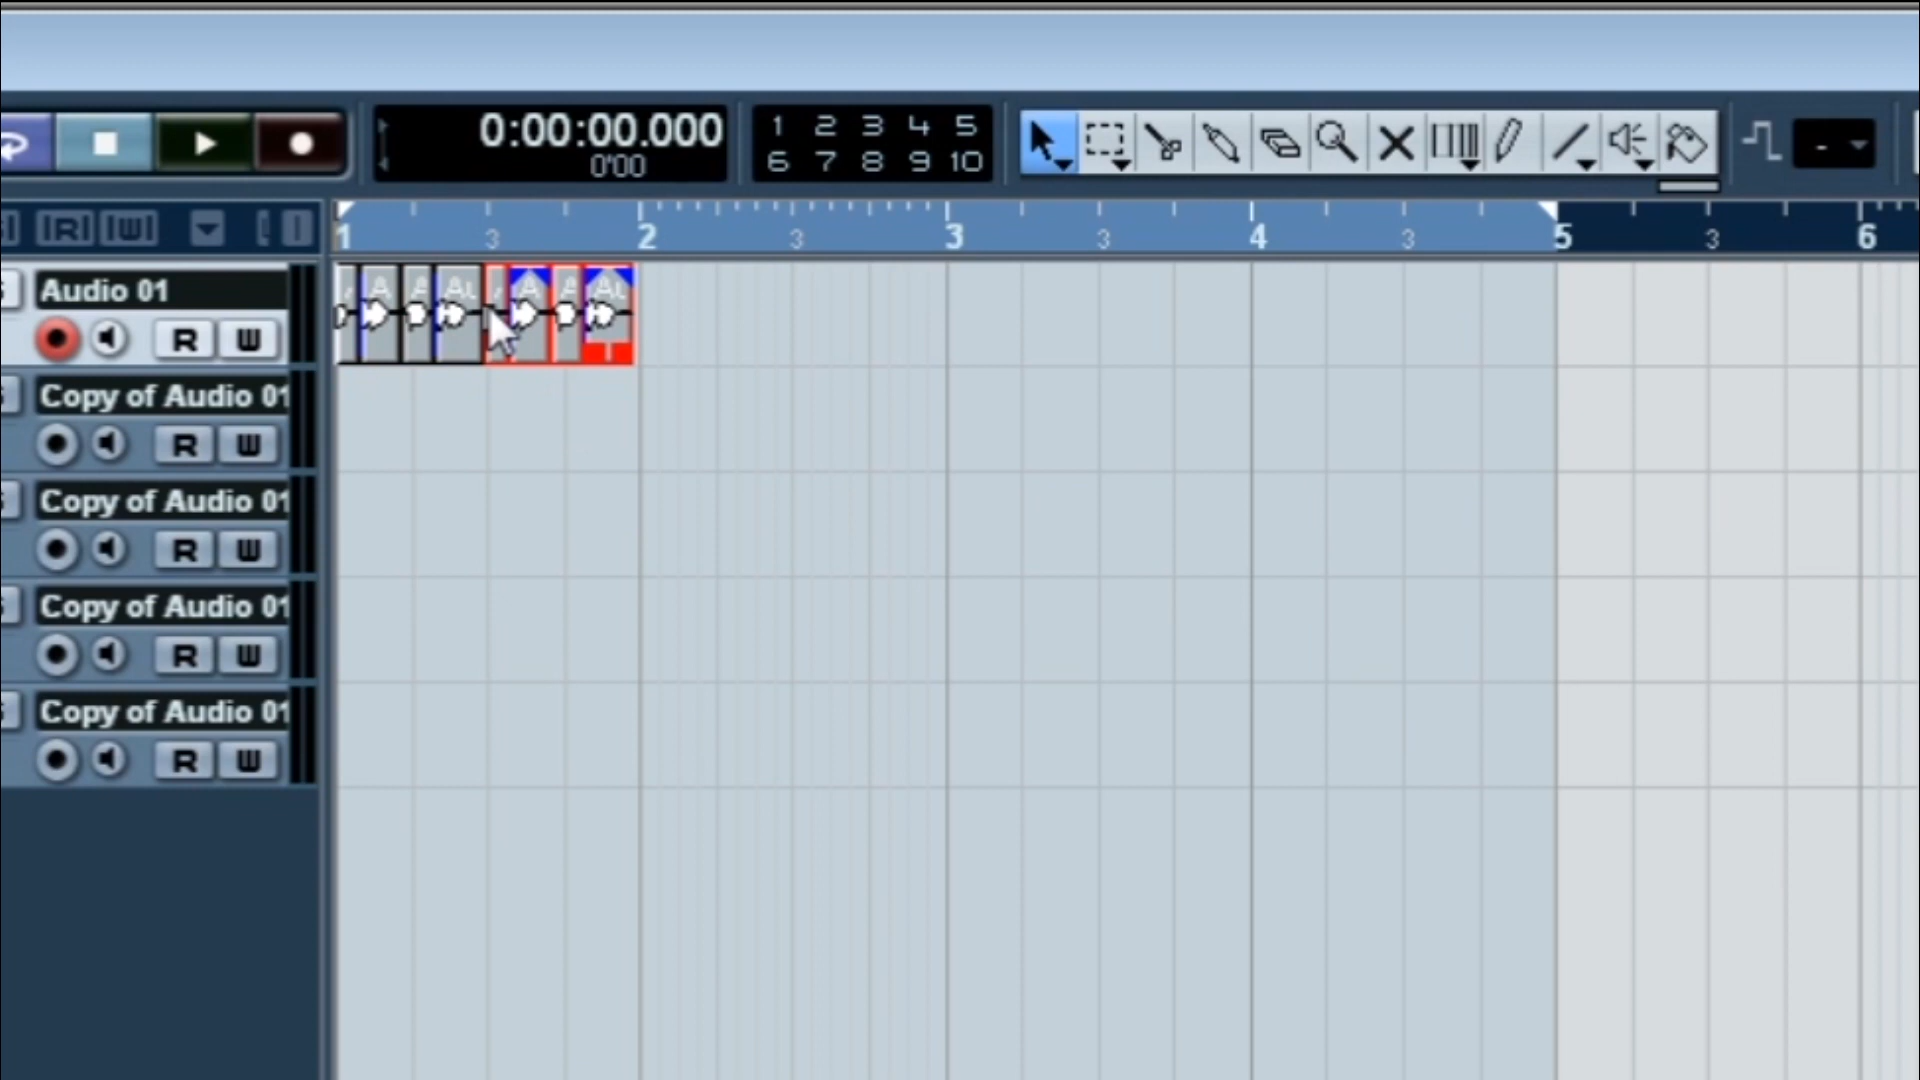 0:00:00.000
0'00
1 2 3 4 5
6 7 8 9 10
-
R W
1 3 2 3 3 3 4 3 5 3 6
Audio 01
A A Au A A Au
R W
Copy of Audio 01
R W
Copy of Audio 01
R W
Copy of Audio 01
R W
Copy of Audio 01
R W